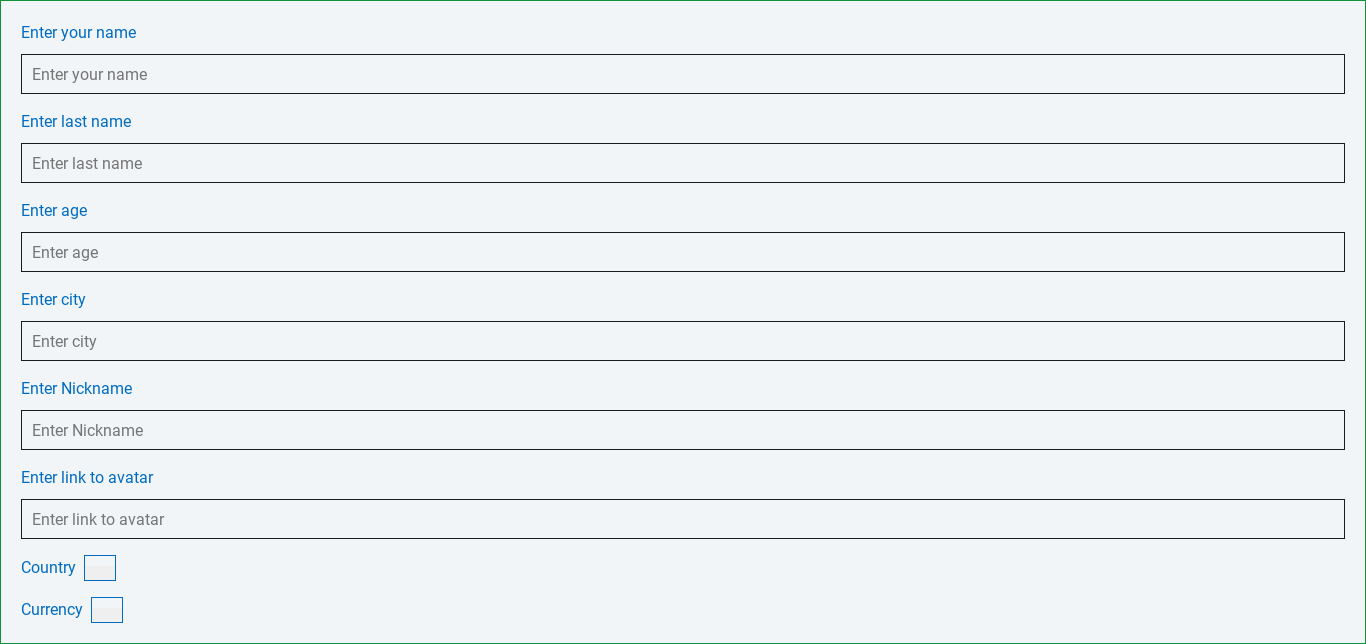 Enter your name
Enter your name
Enter last name
Enter last name
Enter age
Enter age
Enter city
Enter city
Enter Nickname
Enter Nickname
Enter link to avatar
Enter link to avatar
Country
Currency